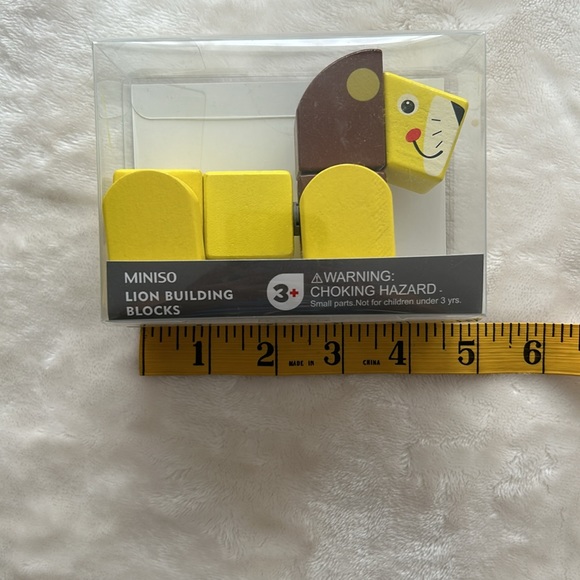 MINISO
LION BUILDING
BLOCKS
3+
⚠WARNING:
CHOKING HAZARD.
Small parts.Not for children under 3 yrs.
1 2 MADE IN 3 CHINA 4 5 6